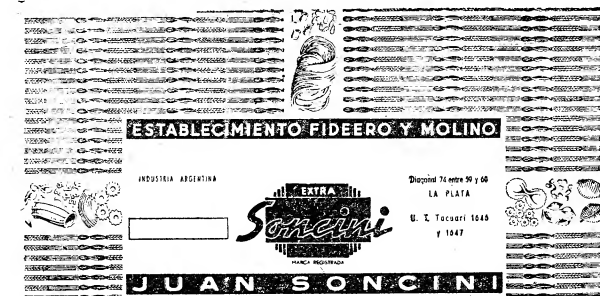 ESTABLECIMIENTO FIDEERO Y MOLINO
INDUSTRIA ARGENTINA
EXTRA
Soncini
MARCA REGISTRADA
Diagonal 74 entre 59 y 60
LA PLATA
U. T. Tacuari 1646
y 1647
JUAN SONCINI